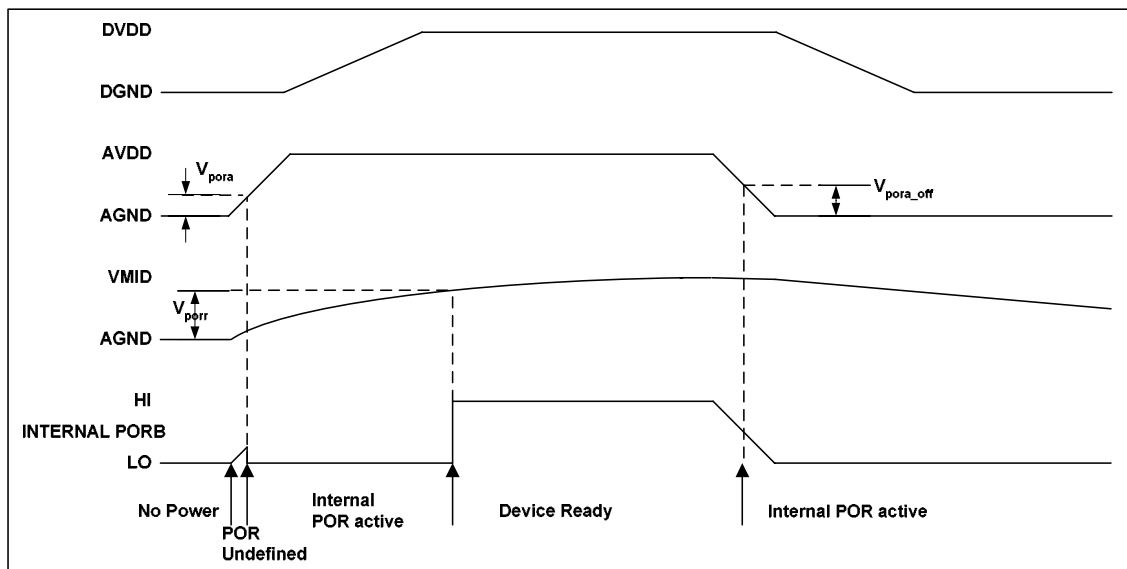 DVDD
DGND
AVDD
Vpora
Vpora_off
AGND
VMID
Vporr
AGND
HI
INTERNAL PORB
LO
No Power
POR
Undefined
Internal
POR active
Device Ready
Internal POR active